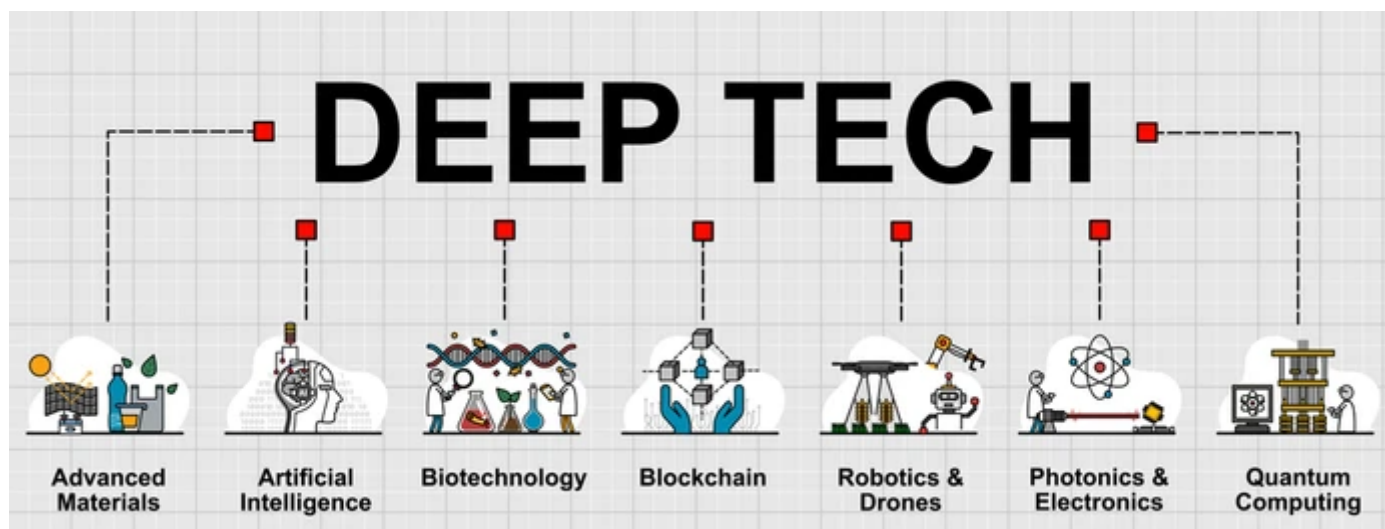 DEEP TECH
Advanced
Materials
Artificial
Intelligence
Biotechnology
Blockchain
Robotics &
Drones
Photonics &
Electronics
Quantum
Computing